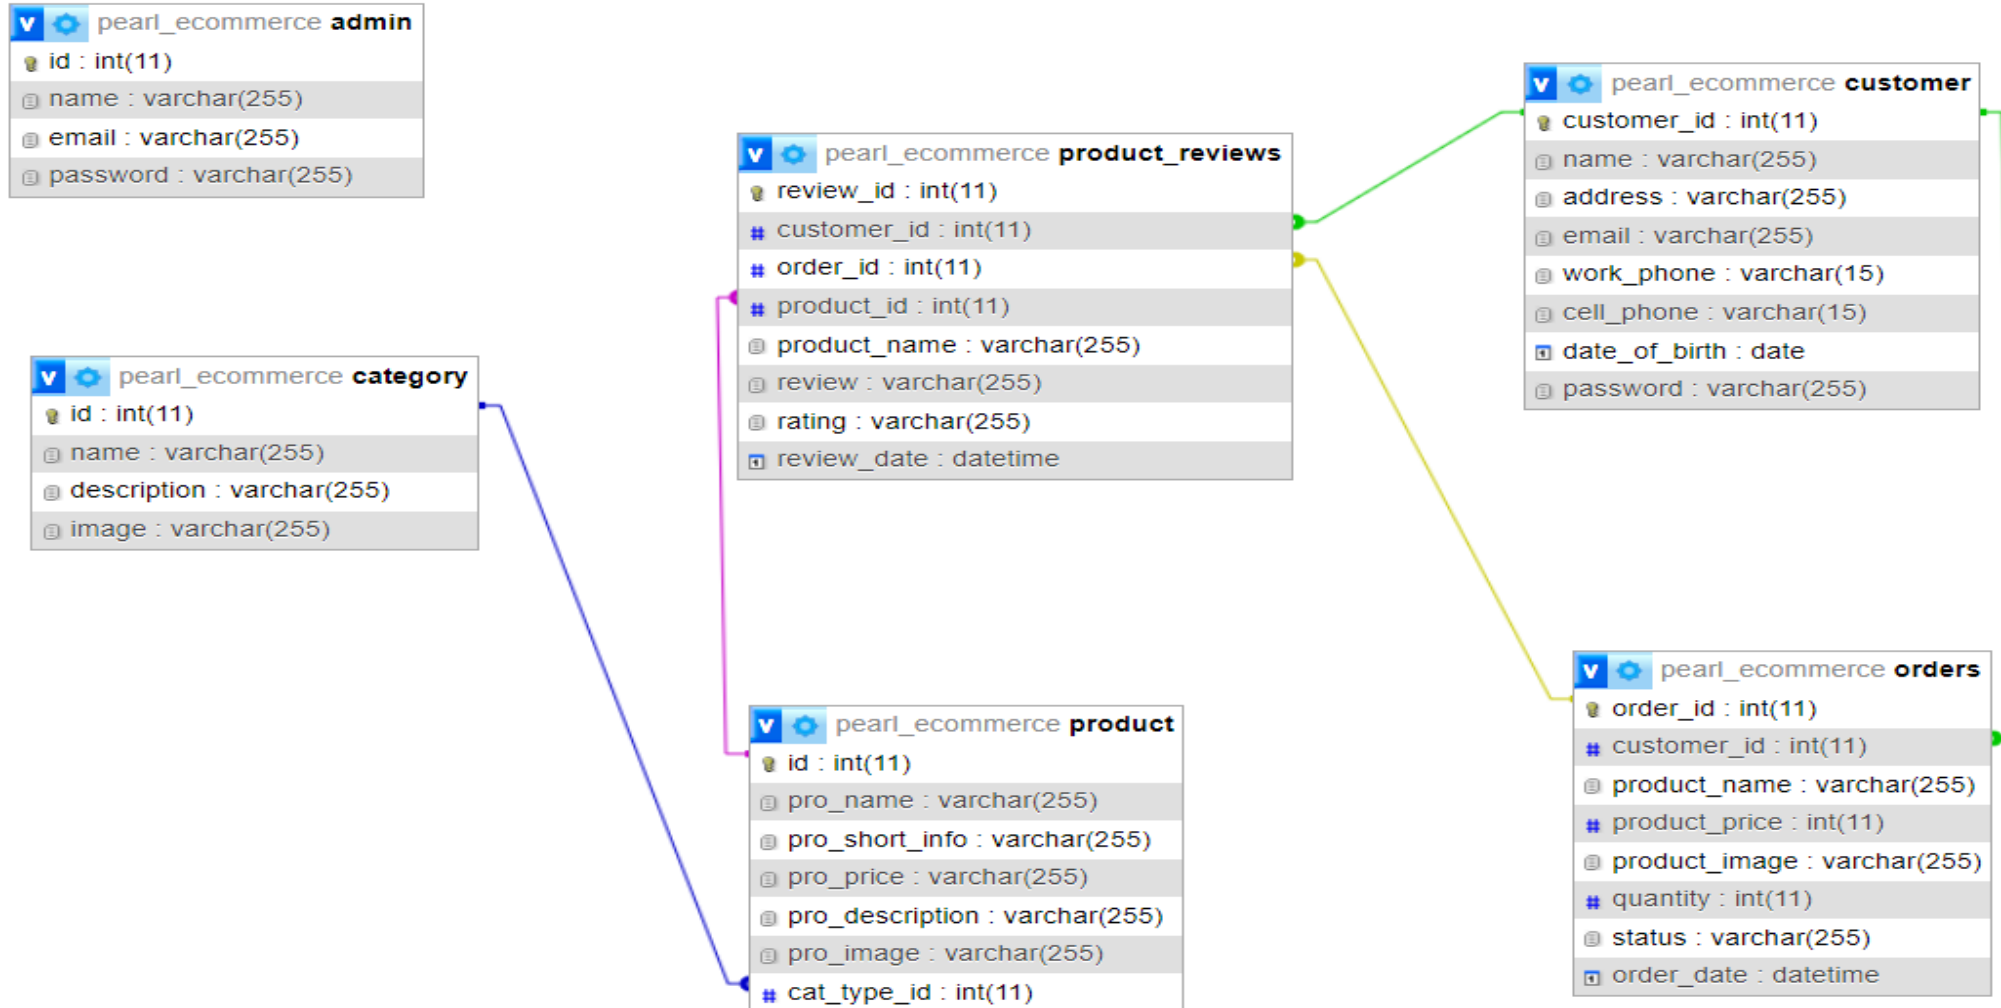 v pearl_ecommerce admin
id : int(11)
name : varchar(255)
email : varchar(255)
password : varchar(255)
v pearl_ecommerce category
id : int(11)
name : varchar(255)
description : varchar(255)
image : varchar(255)
v pearl_ecommerce product_reviews
review_id : int(11)
# customer_id : int(11)
# order_id : int(11)
# product_id : int(11)
product_name : varchar(255)
review : varchar(255)
rating : varchar(255)
review_date : datetime
v pearl_ecommerce product
id : int(11)
pro_name : varchar(255)
pro_short_info : varchar(255)
pro_price : varchar(255)
pro_description : varchar(255)
pro_image : varchar(255)
# cat_type_id : int(11)
v pearl_ecommerce customer
customer_id : int(11)
name : varchar(255)
address : varchar(255)
email : varchar(255)
work_phone : varchar(15)
cell_phone : varchar(15)
date_of_birth : date
password : varchar(255)
v pearl_ecommerce orders
order_id : int(11)
# customer_id : int(11)
product_name : varchar(255)
# product_price : int(11)
product_image : varchar(255)
# quantity : int(11)
status : varchar(255)
order_date : datetime